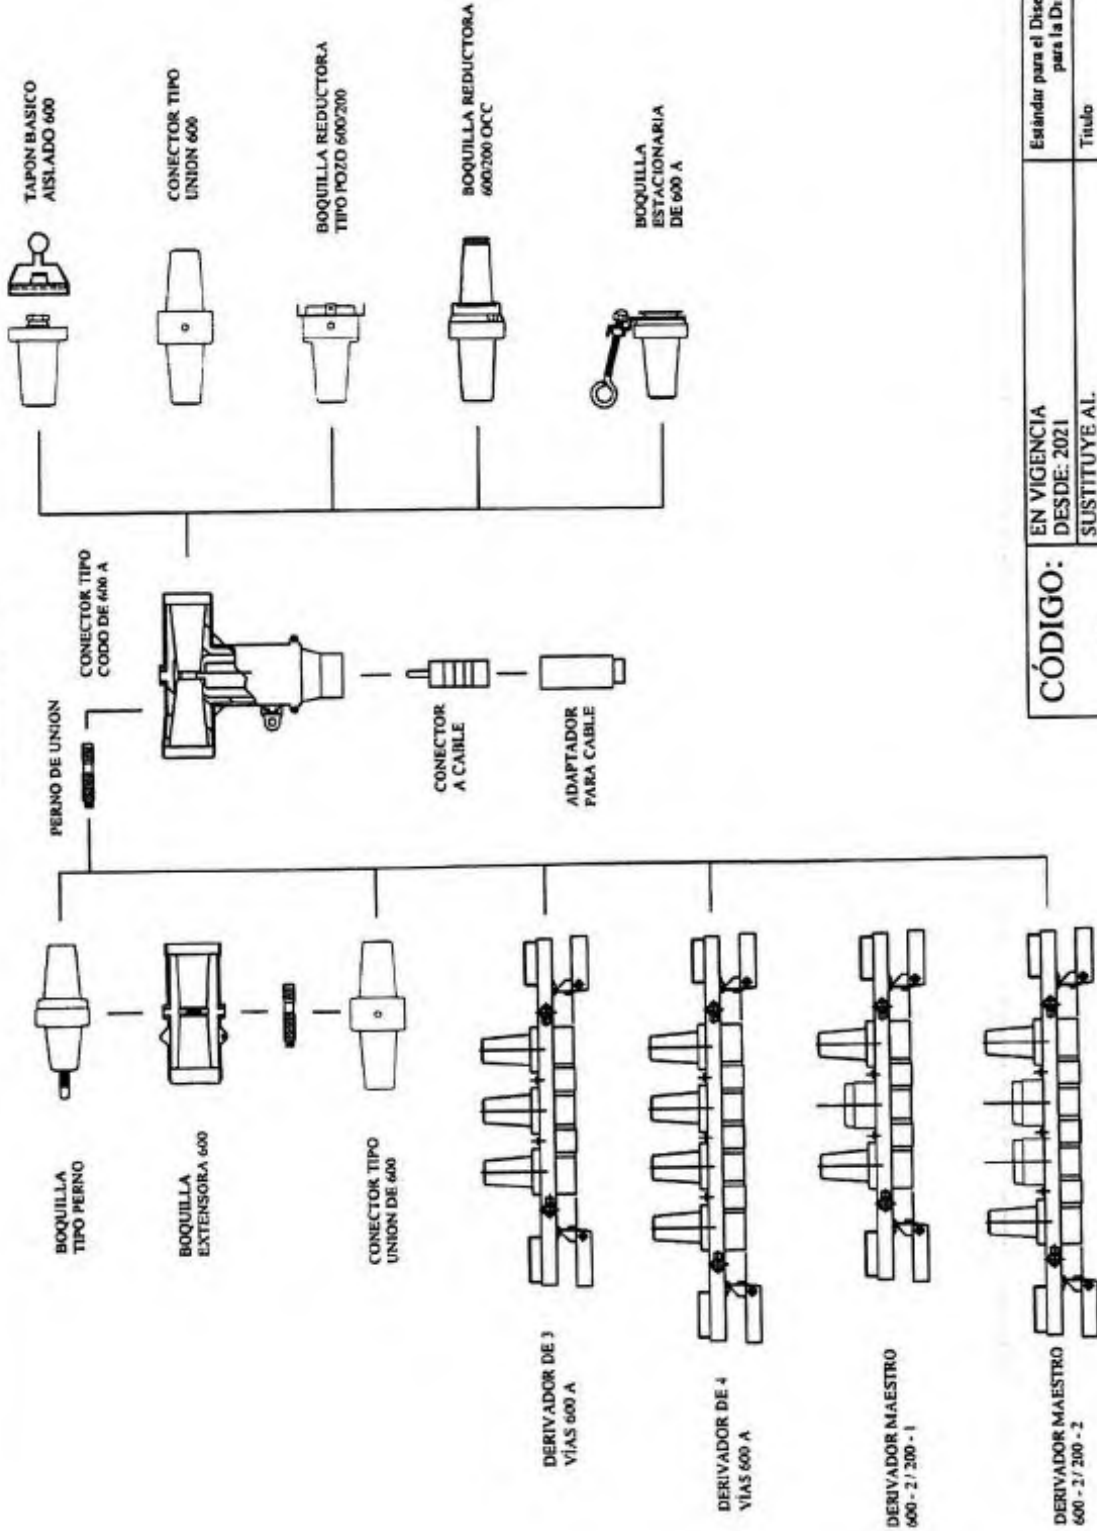 TAPON BASICO
AISLADO 600
CONECTOR TIPO
UNION 600
BOQUILLA REDUCTORA
TIPO POZO 600/200
BOQUILLA REDUCTORA
600/200 OCC
BOQUILLA
ESTACIONARIA
DE 600 A
CONECTOR TIPO
CODO DE 600 A
PERNO DE UNION
CONECTOR
A CABLE
ADAPTADOR
PARA CABLE
BOQUILLA
TIPO PERNO
BOQUILLA
EXTENSORA 600
CONECTOR TIPO
UNION DE 600
DERIVADOR DE 3
VÍAS 600 A
DERIVADOR DE 4
VÍAS 600 A
DERIVADOR MAESTRO
600 - 2 / 200 - 1
DERIVADOR MAESTRO
600 - 2 / 200 - 2
CÓDIGO:
EN VIGENCIA
DESDE: 2021
SUSTITUYE AL
Estándar para el
para la
Título